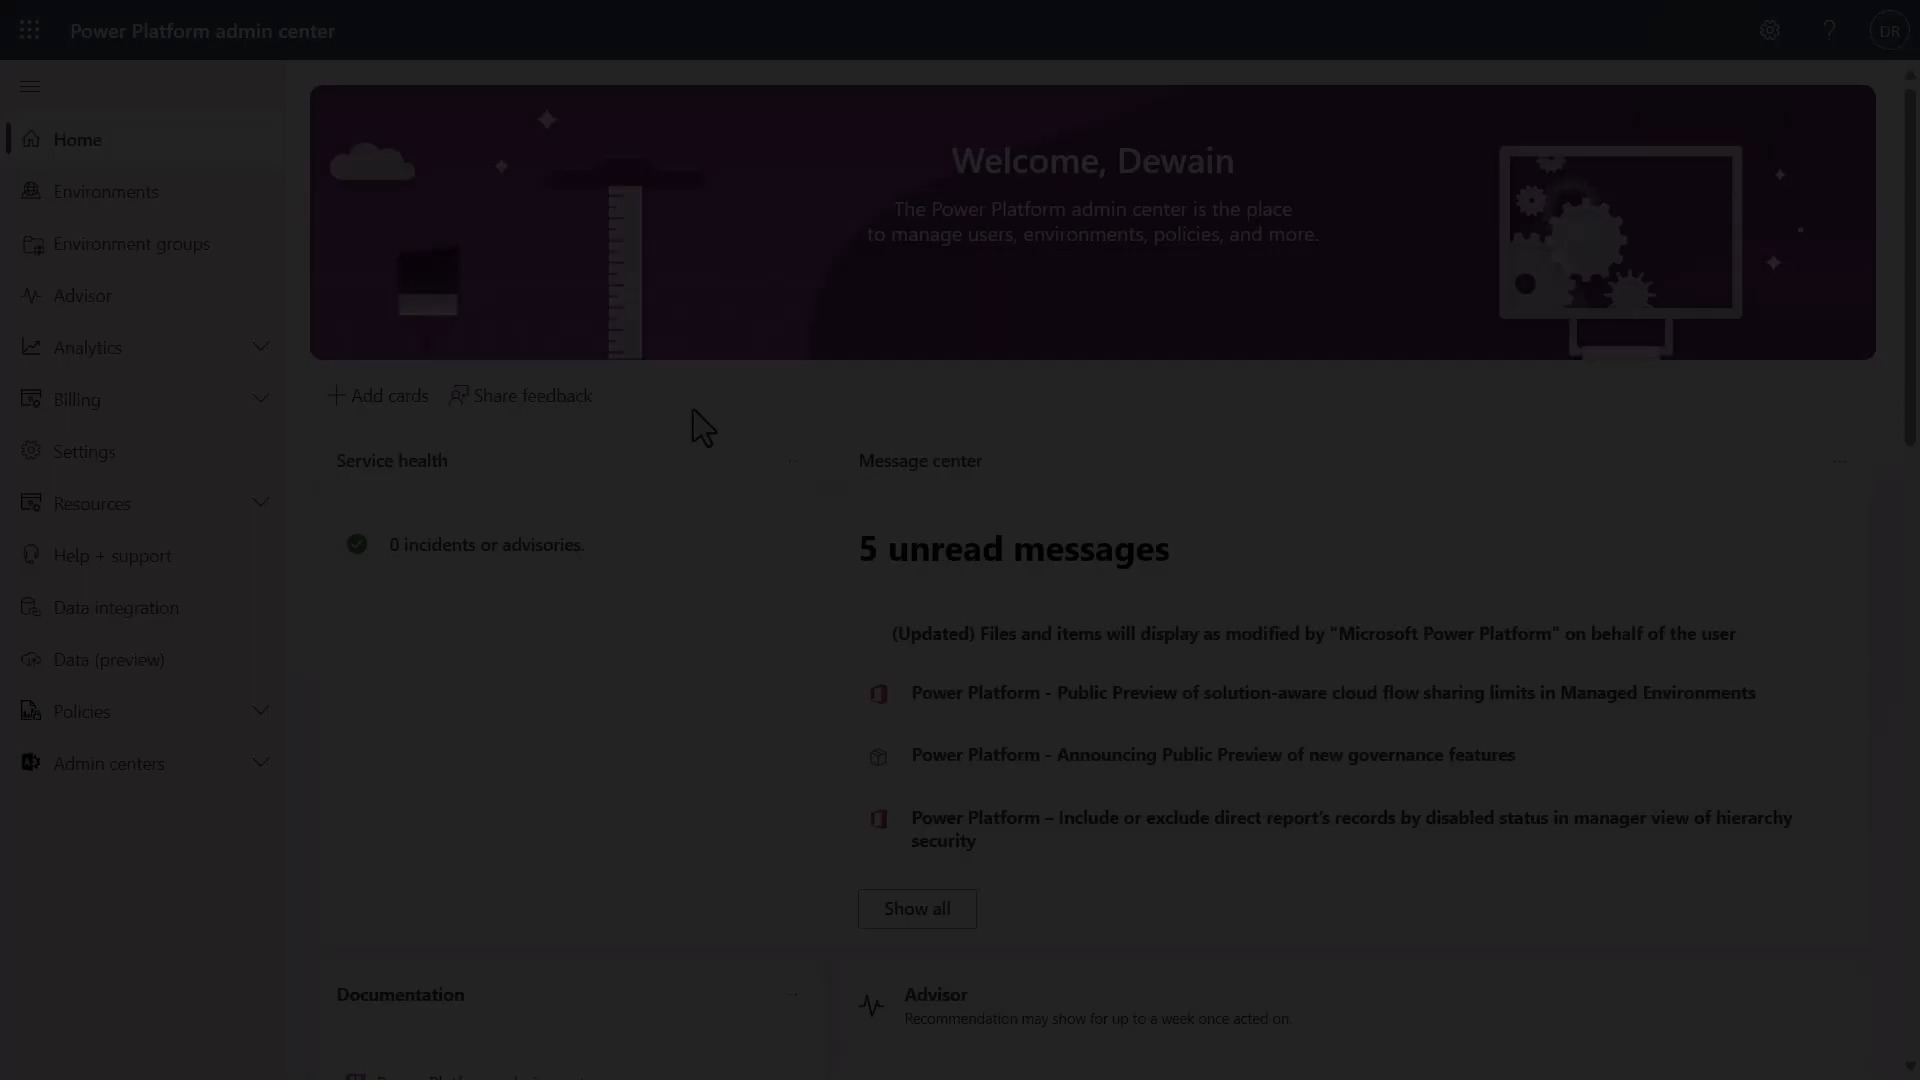 Power Platform admin center
DR
Home
Environments
Environment groups
Advisor
Analytics
Billing
Settings
Resources
Help + support
Data integration
Data (preview)
Policies
Admin centers
Welcome, Dewain
The Power Platform admin center is the place
to manage users, environments, policies, and more.
Add cards
Share feedback
Service health
0 incidents or advisories.
Message center
5 unread messages
(Updated) Files and items will display as modified by "Microsoft Power Platform" on behalf of the user
Power Platform - Public Preview of solution-aware cloud flow sharing limits in Managed Environments
Power Platform - Announcing Public Preview of new governance features
Power Platform – Include or exclude direct report's records by disabled status in manager view of hierarchy
security
Show all
Documentation
Advisor
Recommendation may show for up to a week once acted on.